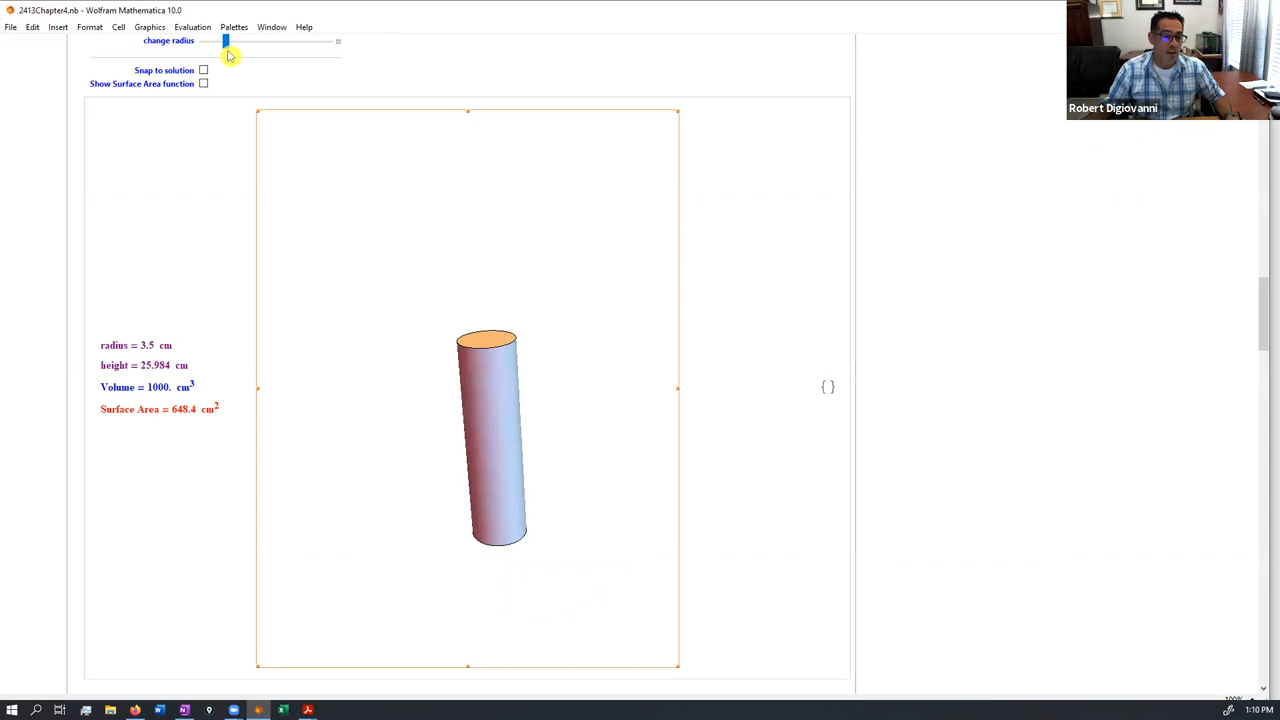 2413Chapter4.nb - Wolfram Mathematica 10.0
File Edit Insert Format Cell Graphics Evaluation Palettes Window Help
change radius
Snap to solution
Show Surface Area function
radius = 3.5 cm
height = 25.984 cm
Volume = 1000. cm³
Surface Area = 648.4 cm²
{ }
Robert Digiovanni
100%
1:10 PM